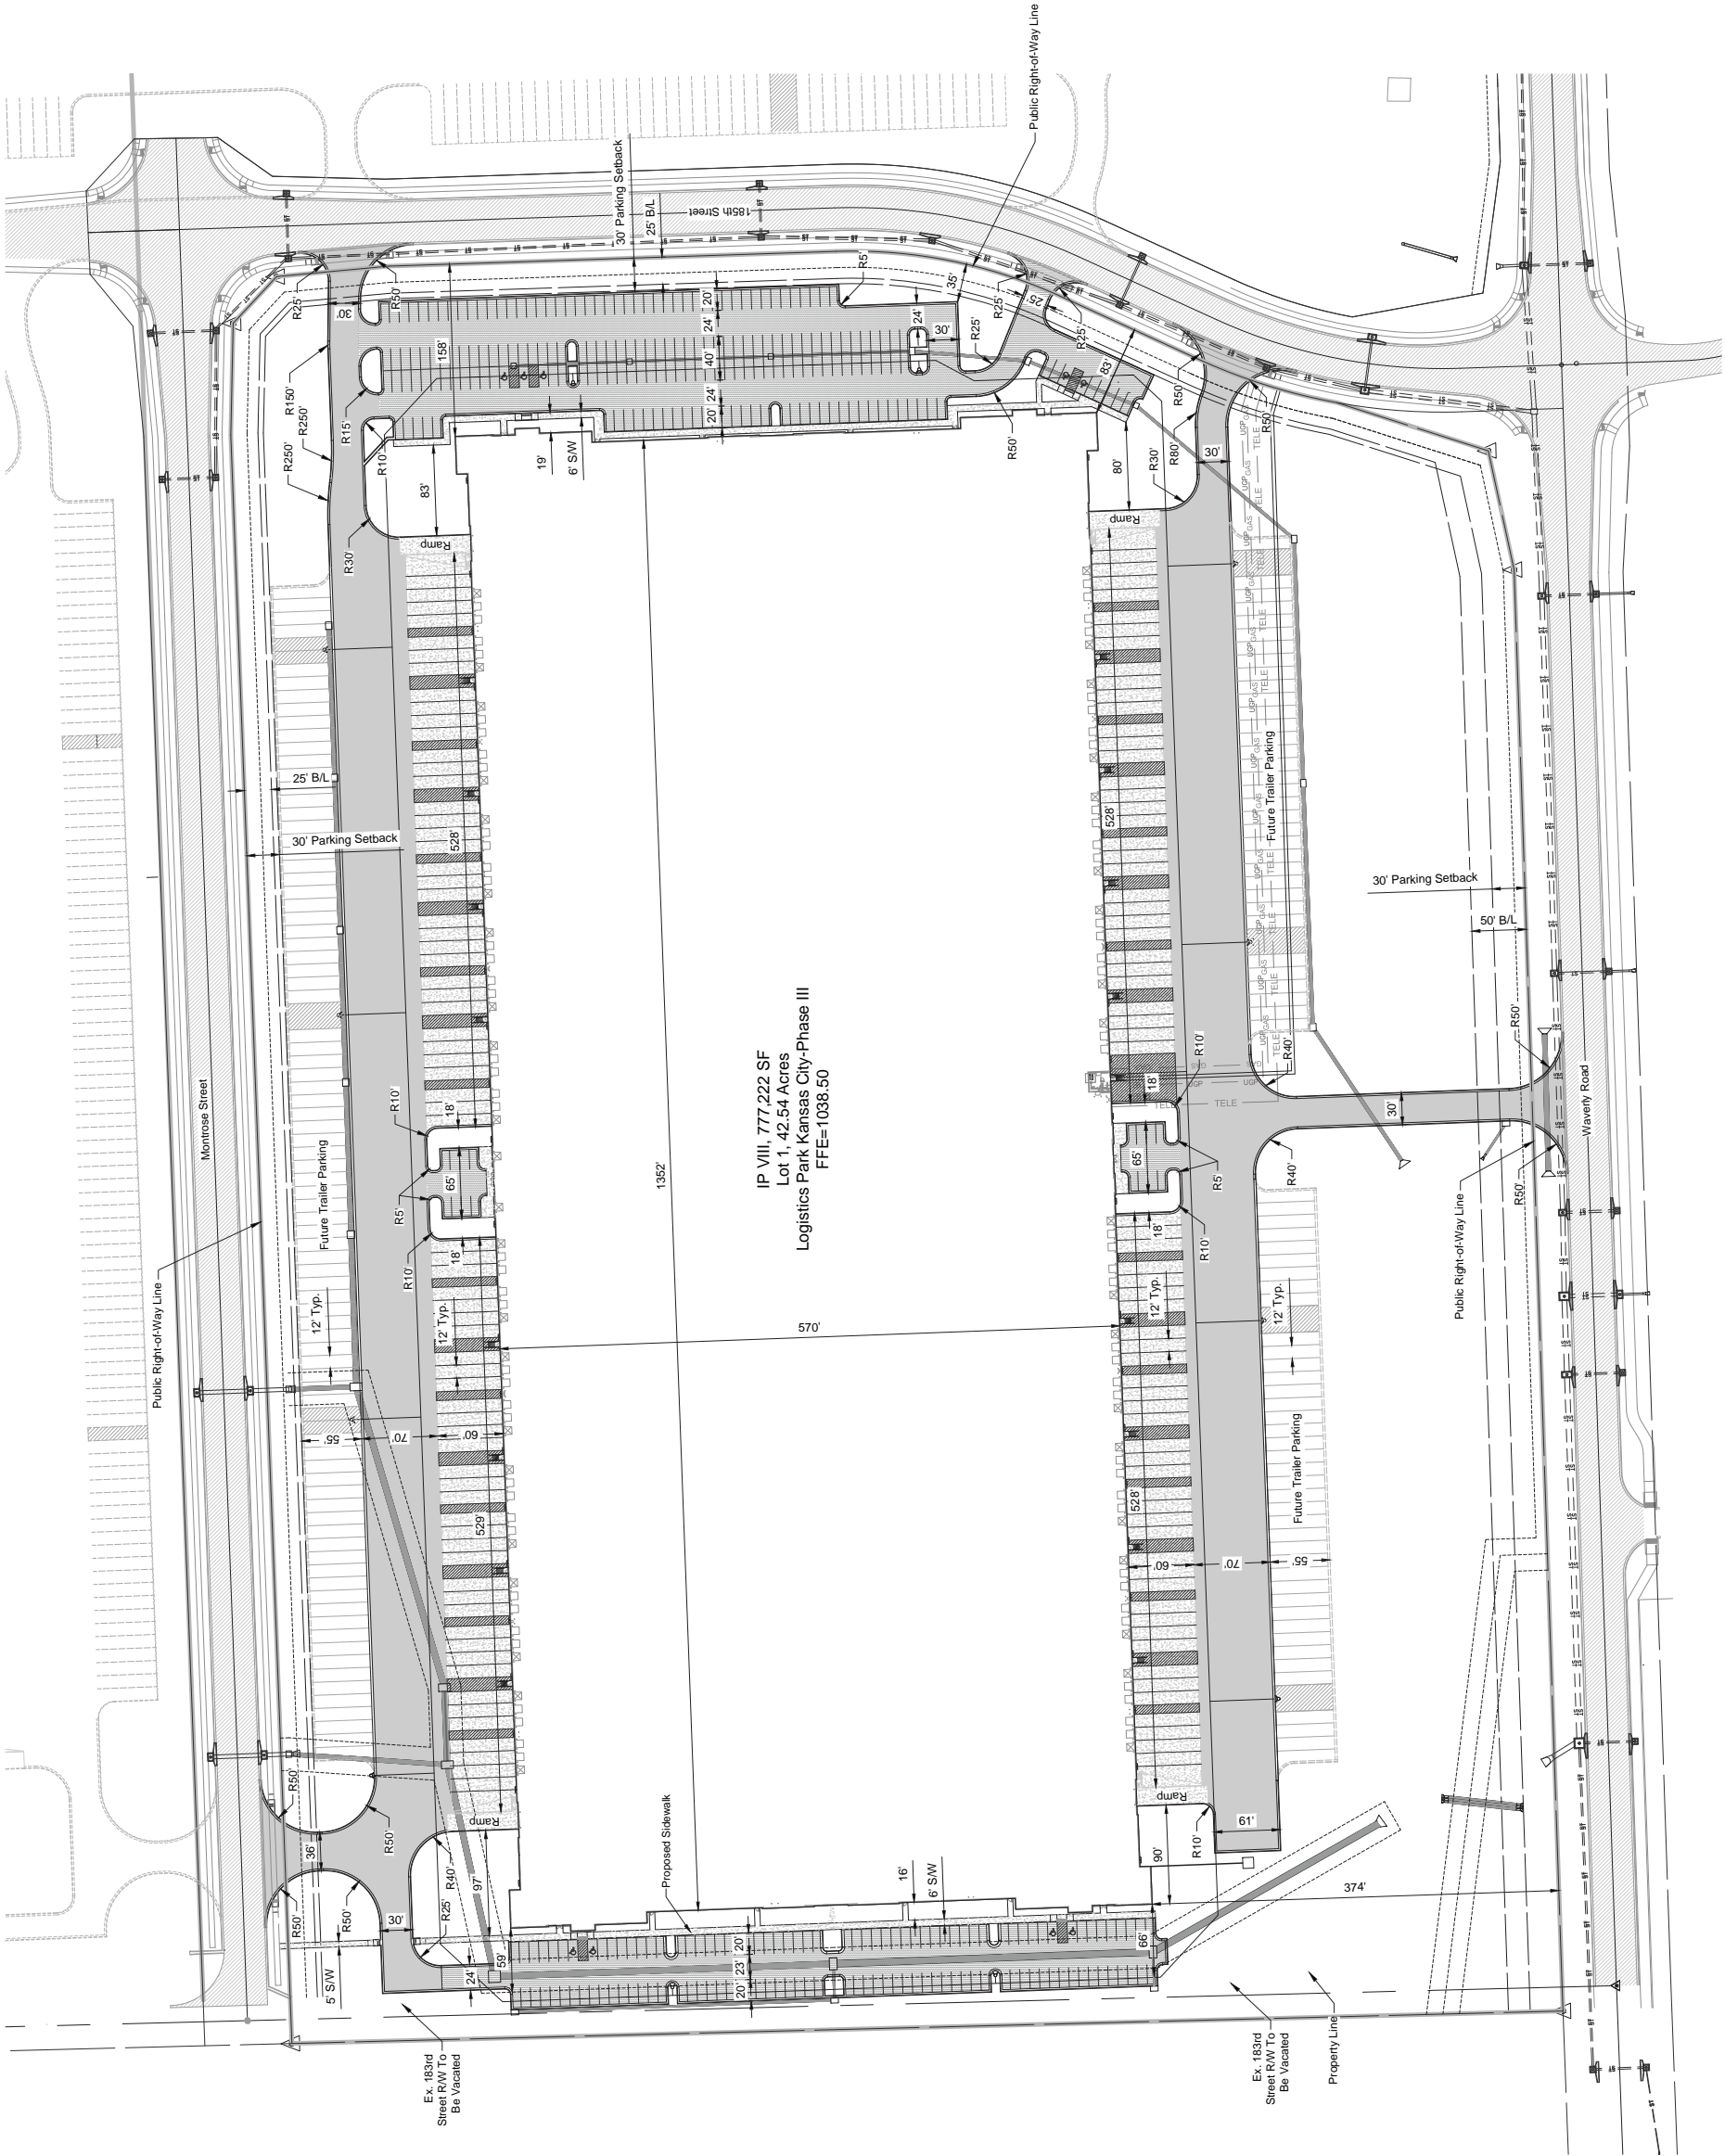 Public Right-of-Way Line
30' Parking Setback
25' B/L
185th Street
R50'
R25'
30'
158'
R5'
35'
20'
24'
40'
24'
20'
24'
30'
R25'
R25'
25'
R25'
83'
R50'
R50'
R150'
R250'
R250'
R15'
R10'
R30'
83'
19'
6' S/W
R50'
80'
R30'
R80'
30'
Ramp
Ramp
UGP
GAS
TELE
25' B/L
30' Parking Setback
528'
528'
Future Trailer Parking
30' Parking Setback
50' B/L
Montrose Street
Public Right-of-Way Line
Future Trailer Parking
12' Typ.
R10'
18'
65'
R5'
R10'
18'
12' Typ.
1352'
IP VIII, 777,222 SF
Lot 1, 42.54 Acres
Logistics Park Kansas City-Phase III
FFE=1038.50
570'
18'
R10'
65'
R5'
18'
R10'
UGP
UGP
TELE
TELE
R40'
R40'
30'
R50'
R50'
Waverly Road
Public Right-of-Way Line
12' Typ.
12' Typ.
Future Trailer Parking
55'
70'
60'
529'
528'
60'
70'
55'
Ramp
Ramp
R50'
R50'
36'
R50'
R50'
R40'
97'
R25'
30'
59'
24'
5' S/W
Proposed Sidewalk
16'
6' S/W
20'
23'
20'
66'
90'
R10'
61'
374'
Ex. 183rd
Street R/W To
Be Vacated
Ex. 183rd
Street R/W To
Be Vacated
Property Line